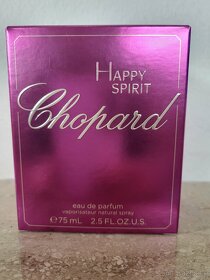 HAPPY
SPIRIT
Chopard
eau de parfum
vaporisateur natural spray
℮75 mL 2.5 FL.OZ.U.S.